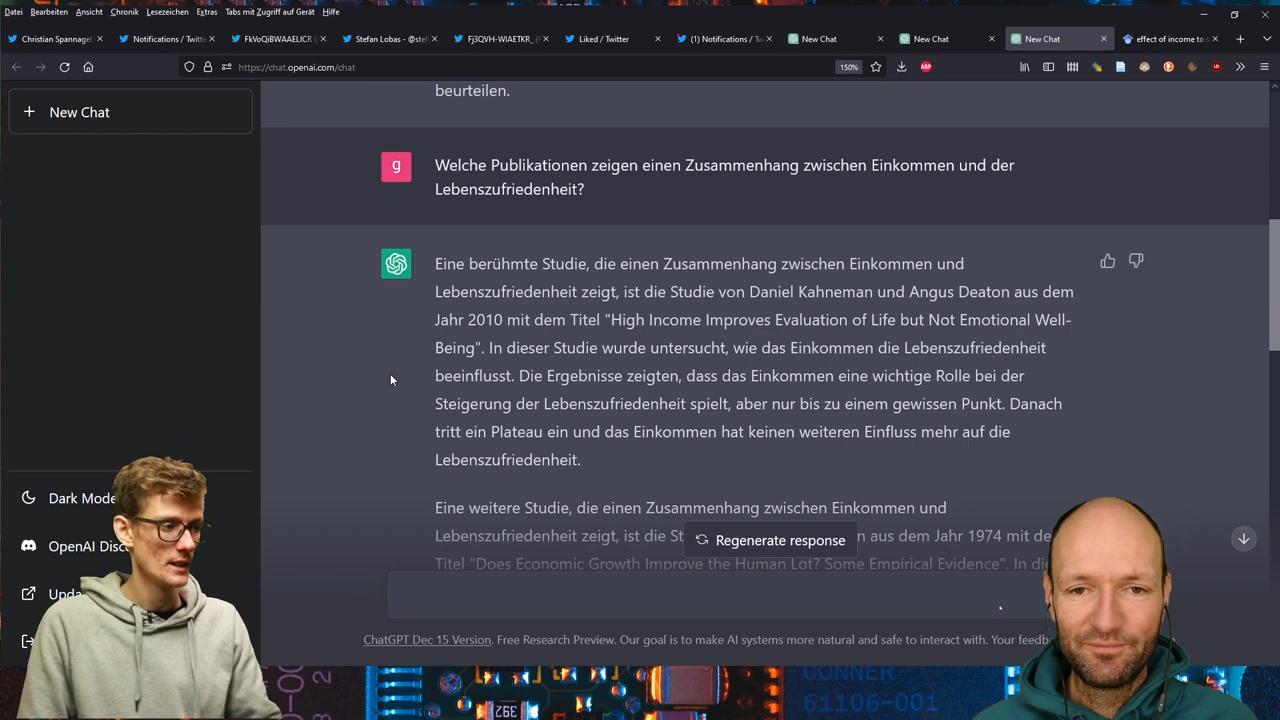 Datei Bearbeiten Ansicht Chronik Lesezeichen Extras Tabs mit Zugriff auf Gerät Hilfe
Christian Spannagel
Notifications / Twitte
FkVoQiBWAAELICR (
Stefan Lobas - @ste
Fj3QVH-WIAETKR_ (F
Liked / Twitter
(1) Notifications / Tw
New Chat
New Chat
New Chat
effect of income to s
https://chat.openai.com/chat
150%
ABP
New Chat
beurteilen.
g
Welche Publikationen zeigen einen Zusammenhang zwischen Einkommen und der
Lebenszufriedenheit?
Eine berühmte Studie, die einen Zusammenhang zwischen Einkommen und
Lebenszufriedenheit zeigt, ist die Studie von Daniel Kahneman und Angus Deaton aus dem
Jahr 2010 mit dem Titel "High Income Improves Evaluation of Life but Not Emotional Well-
Being". In dieser Studie wurde untersucht, wie das Einkommen die Lebenszufriedenheit
beeinflusst. Die Ergebnisse zeigten, dass das Einkommen eine wichtige Rolle bei der
Steigerung der Lebenszufriedenheit spielt, aber nur bis zu einem gewissen Punkt. Danach
tritt ein Plateau ein und das Einkommen hat keinen weiteren Einfluss mehr auf die
Lebenszufriedenheit.
Eine weitere Studie, die einen Zusammenhang zwischen Einkommen und
Lebenszufriedenheit zeigt, ist die St
n aus dem Jahr 1974 mit de
Titel "Does Economic Growth Improve the Human Lot? Some Empirical Evidence". In di
Regenerate response
Dark Mode
OpenAI Disc
Upda
ChatGPT Dec 15 Version. Free Research Preview. Our goal is to make AI systems more natural and safe to interact with. Your feedb
CONNER
61106-001
392